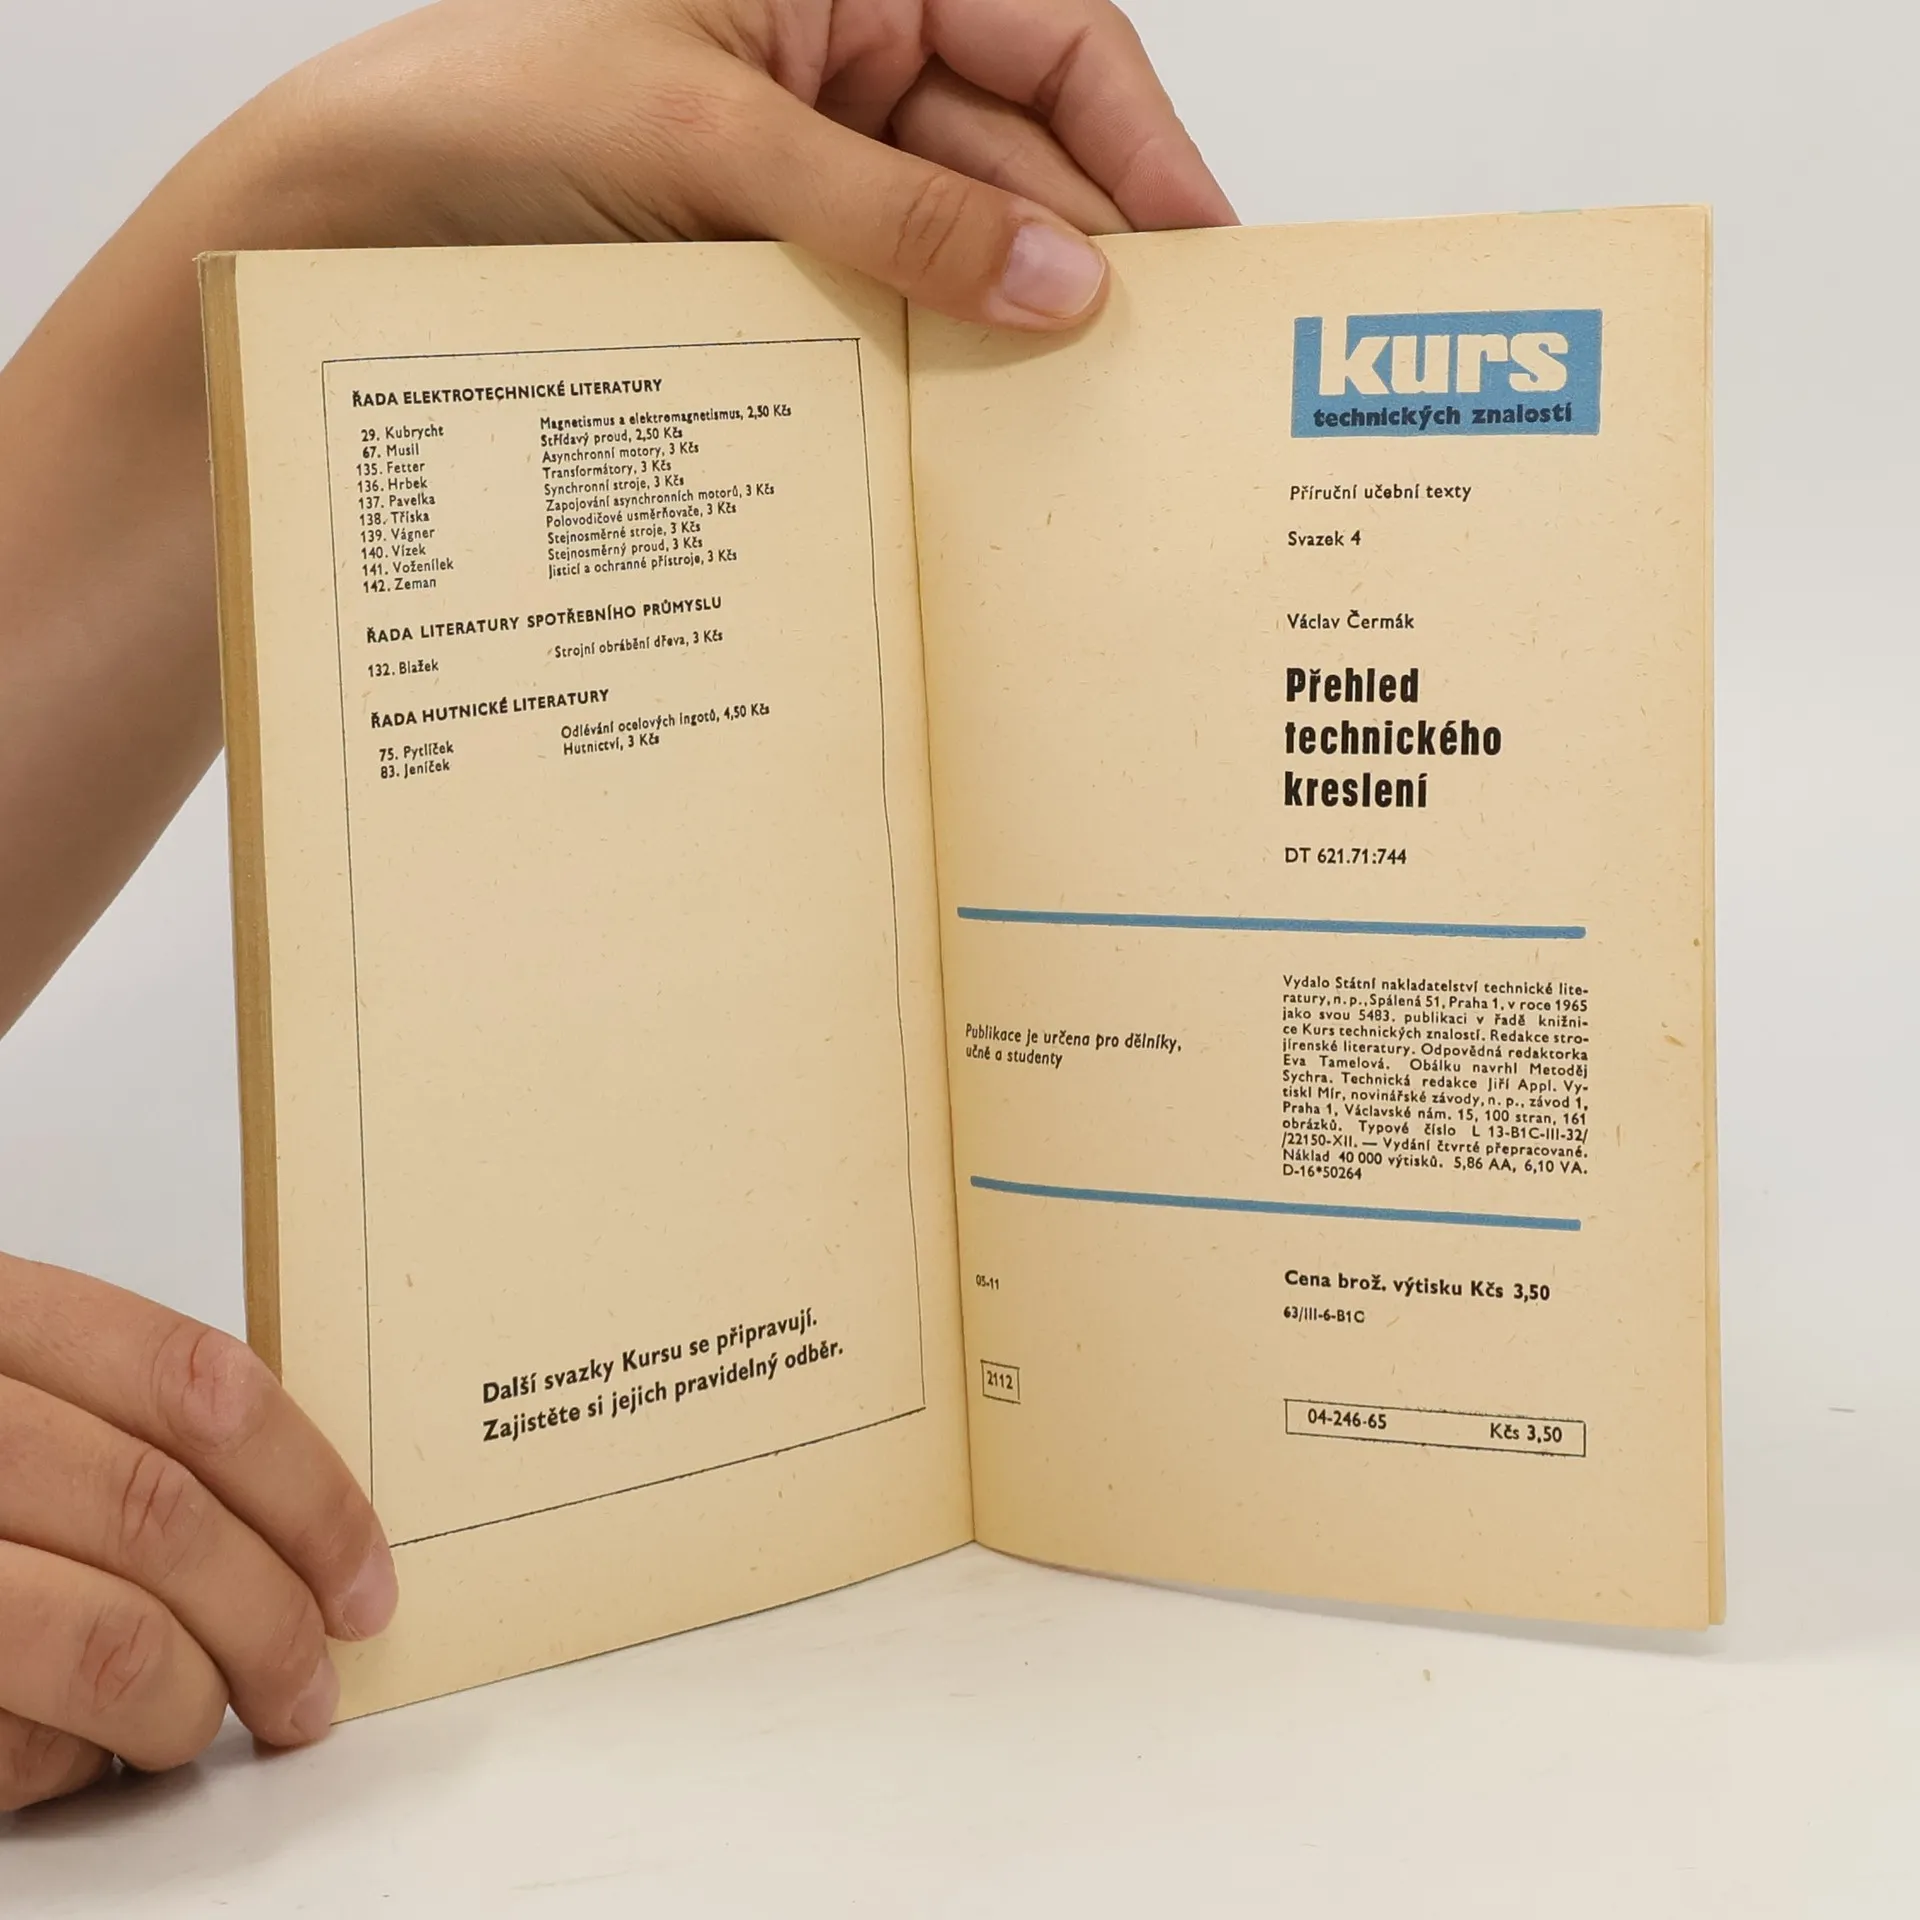 ŘADA ELEKTROTECHNICKÉ LITERATURY
29. Kubrycht Magnetismus a elektromagnetismus, 2,50 Kčs
67. Musil Střídavý proud, 2,50 Kčs
135. Fetter Asynchronní motory, 3 Kčs
136. Hrbek Transformátory, 3 Kčs
137. Pavelka Synchronní stroje, 3 Kčs
138. Tříska Zapojování asynchronních motorů, 3 Kčs
139. Vágner Polovodičové usměrňovače, 3 Kčs
140. Vízek Stejnosměrné stroje, 3 Kčs
141. Voženílek Stejnosměrný proud, 3 Kčs
142. Zeman Jisticí a ochranné přístroje, 3 Kčs
ŘADA LITERATURY SPOTŘEBNÍHO PRŮMYSLU
132. Blažek Strojní obrábění dřeva, 3 Kčs
ŘADA HUTNICKÉ LITERATURY
75. Pytlíček Odlévání ocelových ingotů, 4,50 Kčs
83. Jeníček Hutnictví, 3 Kčs
Další svazky Kursu se připravují.
Zajistěte si jejich pravidelný odběr.
kurs
technických znalostí
Příruční učební texty
Svazek 4
Václav Čermák
Přehled
technického
kreslení
DT 621.71:744
Publikace je určena pro dělníky,
učně a studenty
Vydalo Státní nakladatelství technické lite-
ratury, n. p., Spálená 51, Praha 1, v roce 1965
jako svou 5483. publikaci v řadě knižni-
ce Kurs technických znalostí. Redakce stro-
jírenské literatury. Odpovědná redaktorka
Eva Tamelová. Obálku navrhl Metoděj
Sychra. Technická redakce Jiří Appl. Vy-
tiskl Mír, novinářské závody, n. p., závod 1,
Praha 1, Václavské nám. 15, 100 stran, 161
obrázků. Typové číslo L 13-B1C-III-32/
/22150-XII. — Vydání čtvrté přepracované.
Náklad 40 000 výtisků. 5,86 AA, 6,10 VA.
D-16*50264
05-11
Cena brož. výtisku Kčs 3,50
63/III-6-B1C
2112
04-246-65 Kčs 3,50